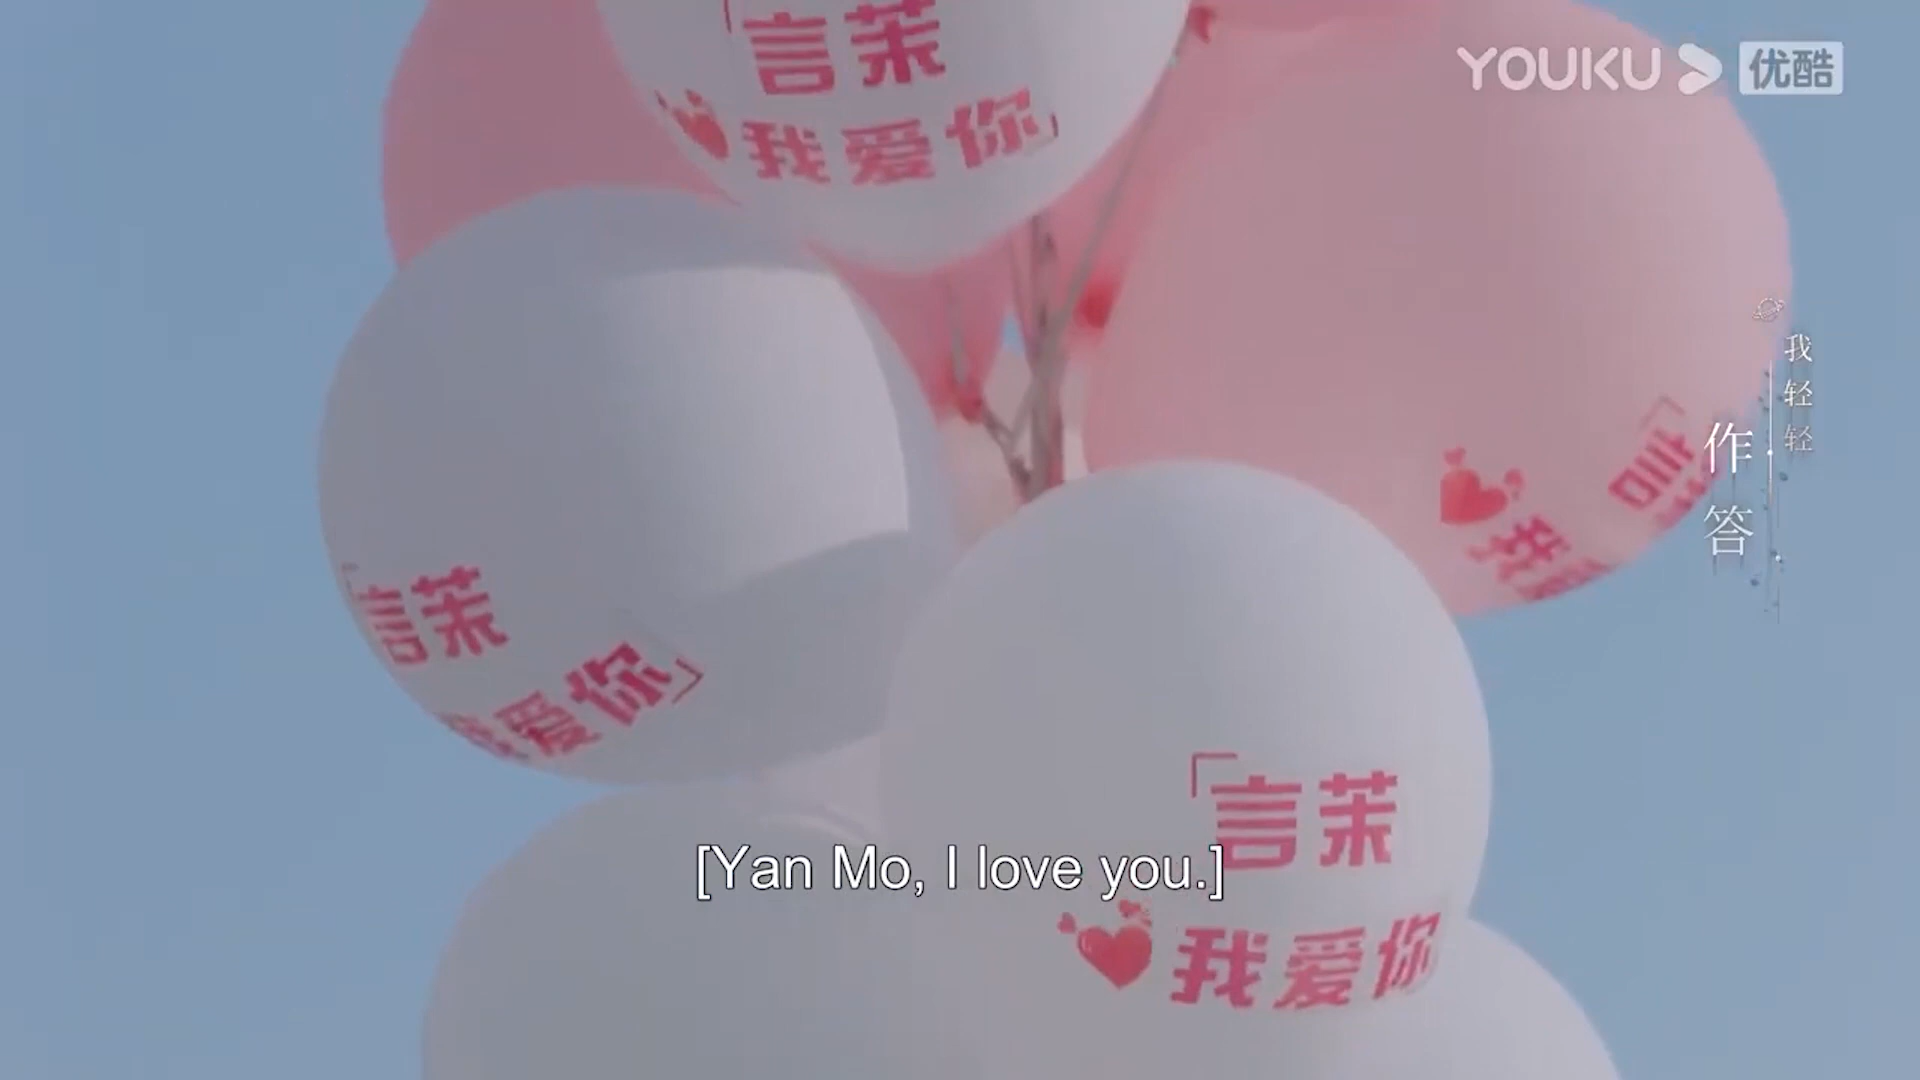 「言茉
我爱你」
YOUKU 优酷
我轻轻
作答
言茉
爱你」
「言
我
「言茉
我爱你
[Yan Mo, I love you.]